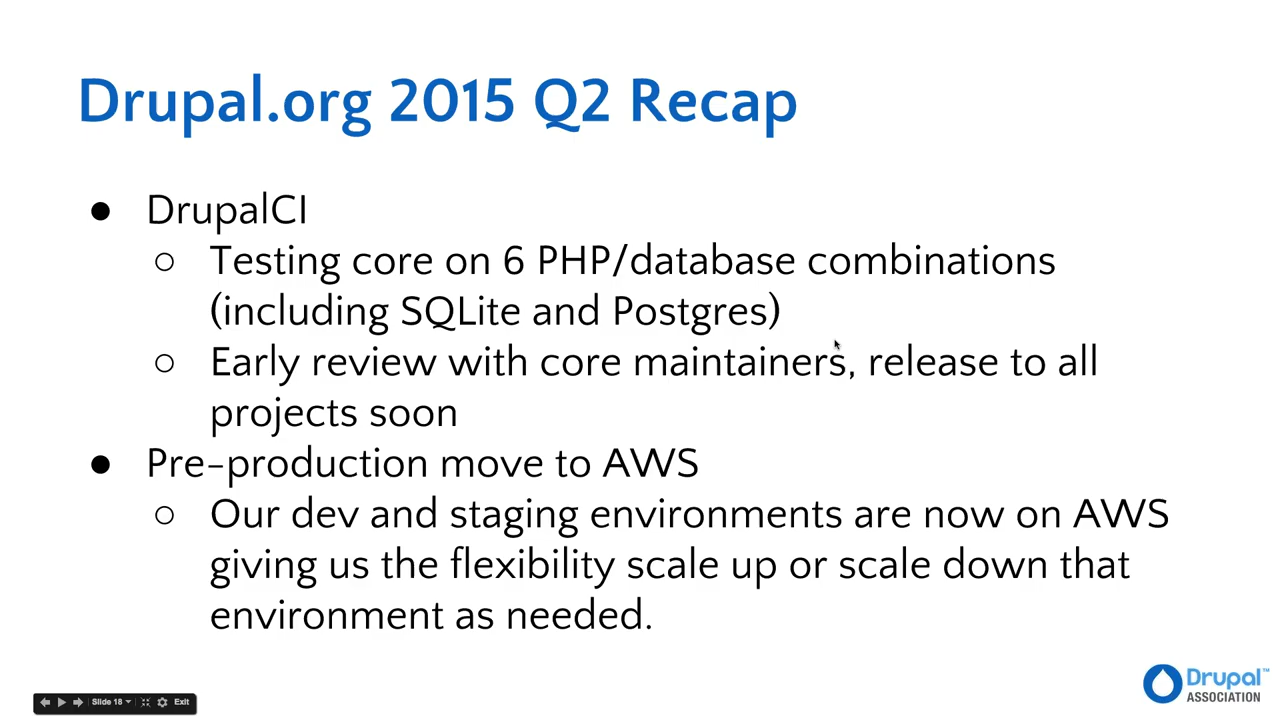 Drupal.org 2015 Q2 Recap
● DrupalCI
○ Testing core on 6 PHP/database combinations
(including SQLite and Postgres)
○ Early review with core maintainers, release to all
projects soon
● Pre-production move to AWS
○ Our dev and staging environments are now on AWS
giving us the flexibility scale up or scale down that
environment as needed.
Drupal™
ASSOCIATION
Slide 18 Exit